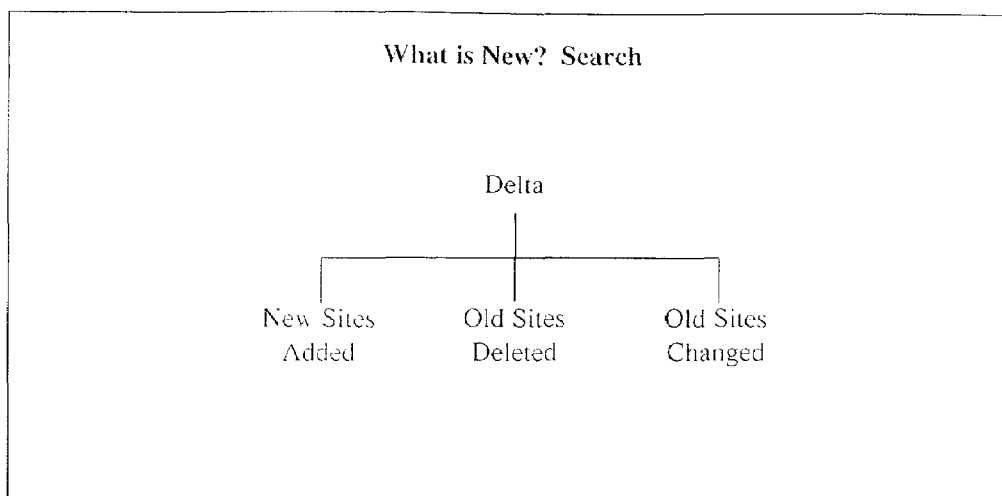 What is New? Search
Delta
New Sites
Added
Old Sites
Deleted
Old Sites
Changed